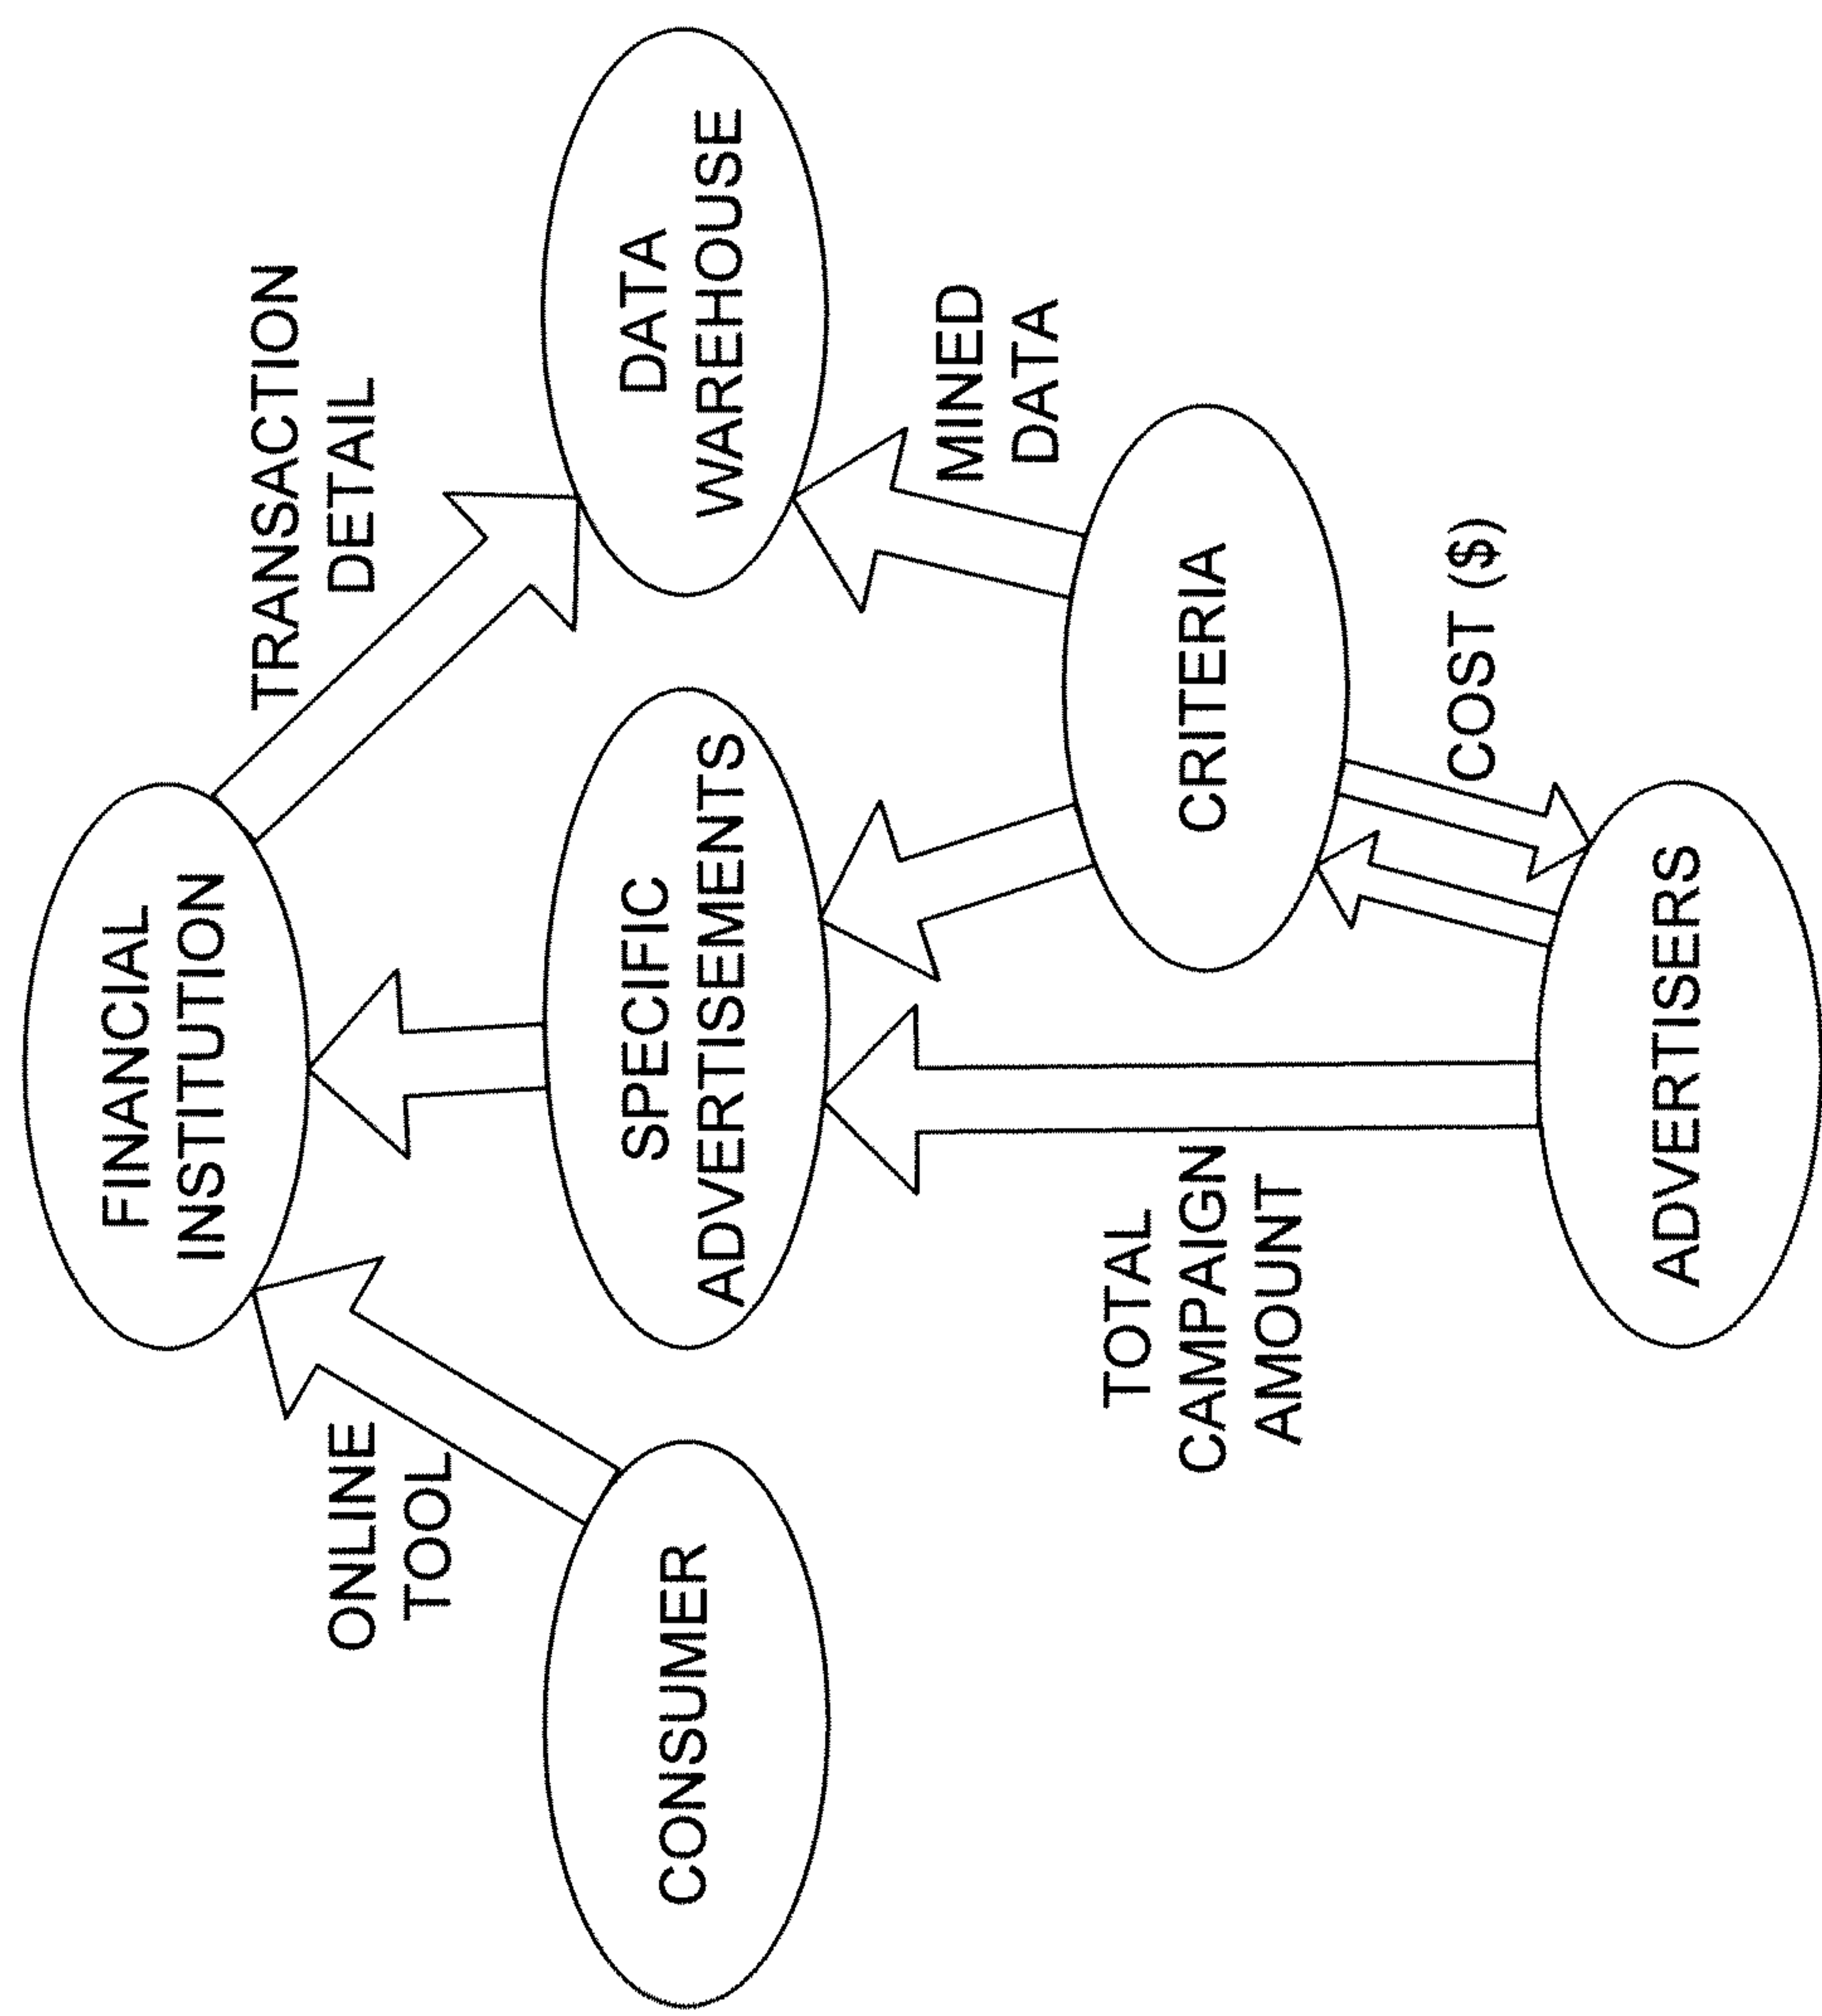 FINANCIAL
INSTITUTION
ONLINE
TOOL
TRANSACTION
DETAIL
CONSUMER
SPECIFIC
ADVERTISEMENTS
DATA
WAREHOUSE
MINED
DATA
TOTAL
CAMPAIGN
AMOUNT
CRITERIA
COST ($)
ADVERTISERS